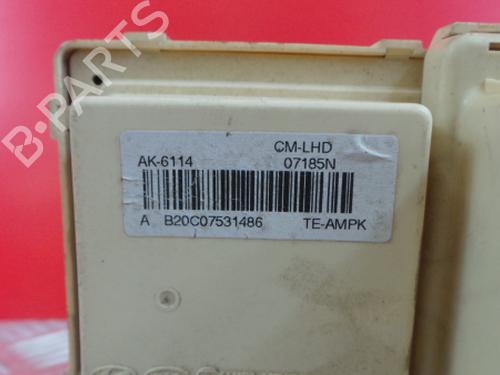 B-PARTS
CM-LHD
AK-6114 07185N
A B20C07531486 TE-AMPK